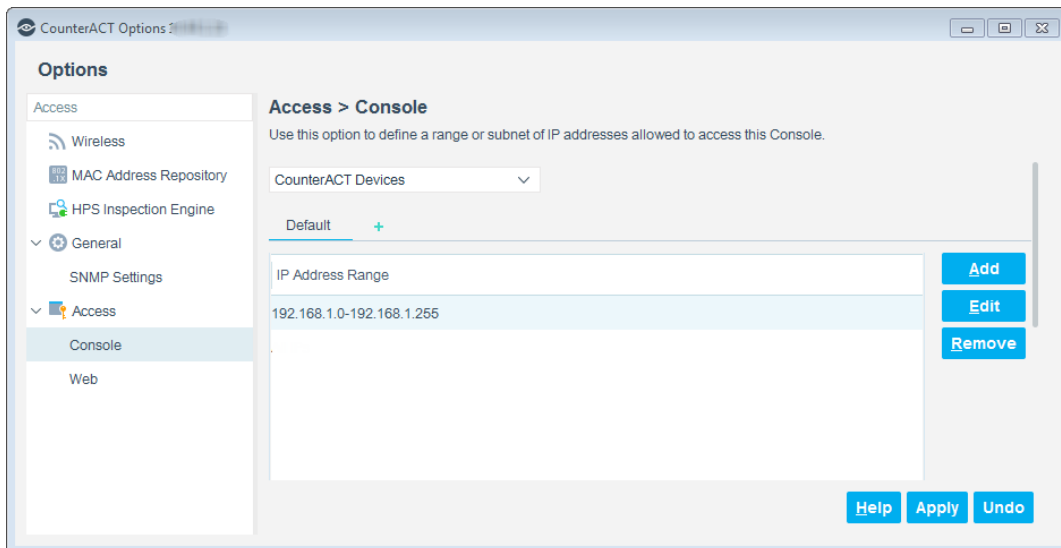 CounterACT Options
Options
Access
Wireless
802
.1X
MAC Address Repository
HPS Inspection Engine
General
SNMP Settings
Access
Console
Web
Access > Console
Use this option to define a range or subnet of IP addresses allowed to access this Console.
CounterACT Devices
Default +
IP Address Range
192.168.1.0-192.168.1.255
Add
Edit
Remove
Help Apply Undo